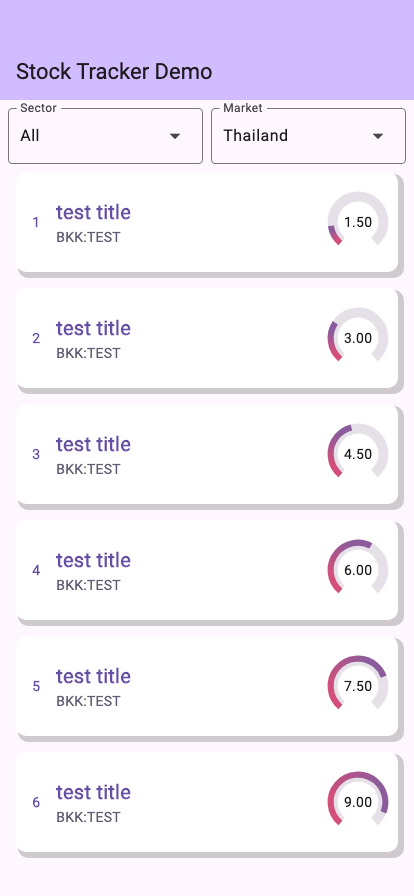 Stock Tracker Demo
Sector
Market
All
Thailand
1
test title
BKK:TEST
1.50
2
test title
BKK:TEST
3.00
3
test title
BKK:TEST
4.50
4
test title
BKK:TEST
6.00
5
test title
BKK:TEST
7.50
6
test title
BKK:TEST
9.00